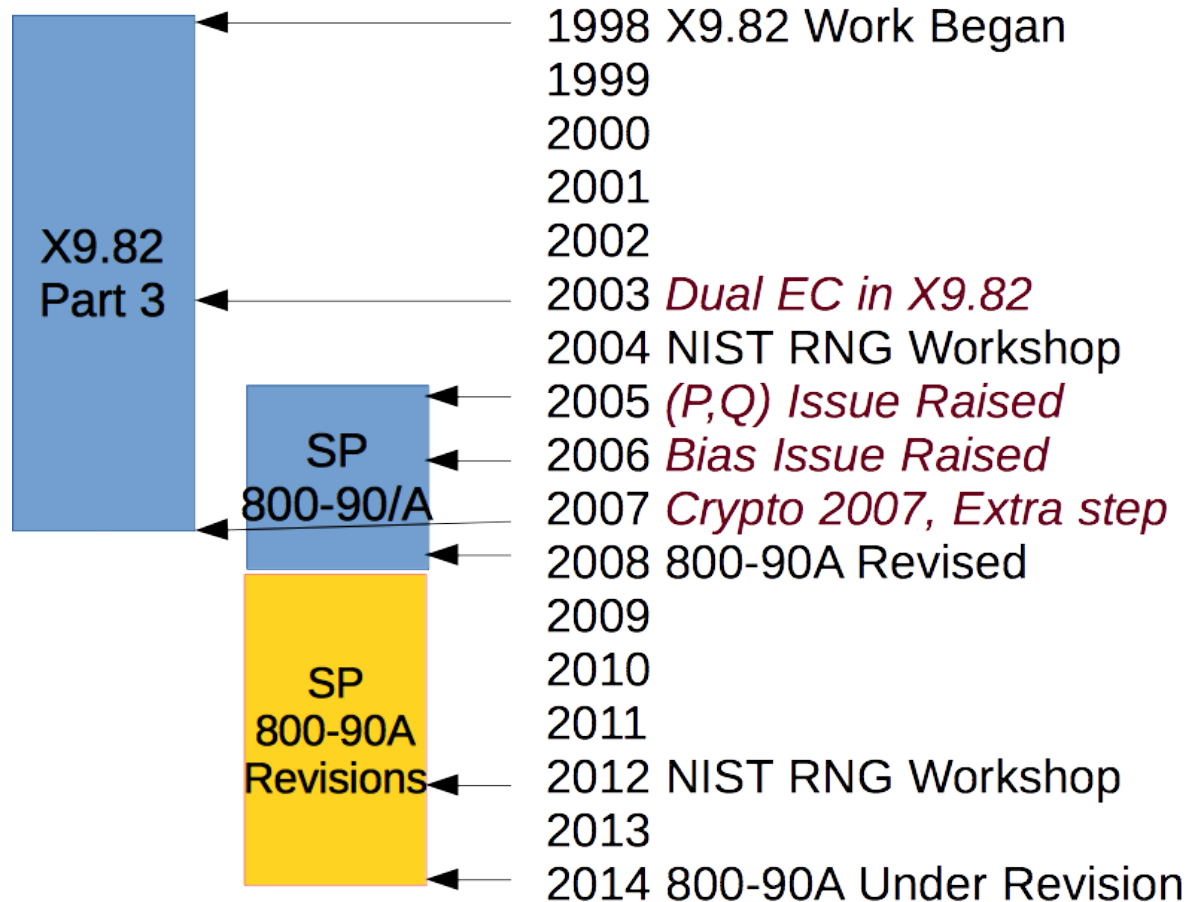 X9.82
Part 3
SP
800-90/A
SP
800-90A
Revisions
1998 X9.82 Work Began
1999
2000
2001
2002
2003 Dual EC in X9.82
2004 NIST RNG Workshop
2005 (P,Q) Issue Raised
2006 Bias Issue Raised
2007 Crypto 2007, Extra step
2008 800-90A Revised
2009
2010
2011
2012 NIST RNG Workshop
2013
2014 800-90A Under Revision